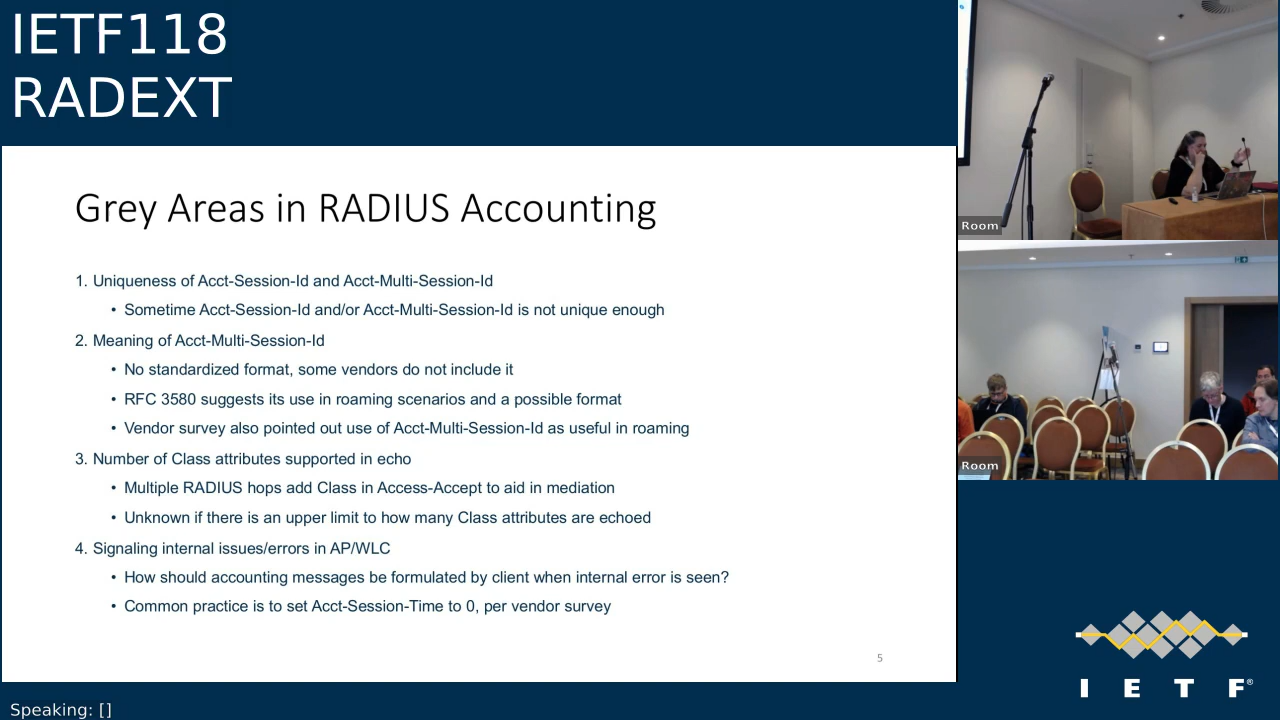 IETF118
RADEXT
Grey Areas in RADIUS Accounting
1. Uniqueness of Acct-Session-Id and Acct-Multi-Session-Id
• Sometime Acct-Session-Id and/or Acct-Multi-Session-Id is not unique enough
2. Meaning of Acct-Multi-Session-Id
• No standardized format, some vendors do not include it
• RFC 3580 suggests its use in roaming scenarios and a possible format
• Vendor survey also pointed out use of Acct-Multi-Session-Id as useful in roaming
3. Number of Class attributes supported in echo
• Multiple RADIUS hops add Class in Access-Accept to aid in mediation
• Unknown if there is an upper limit to how many Class attributes are echoed
4. Signaling internal issues/errors in AP/WLC
• How should accounting messages be formulated by client when internal error is seen?
• Common practice is to set Acct-Session-Time to 0, per vendor survey
5
Room
Room
I E T F®
Speaking: []